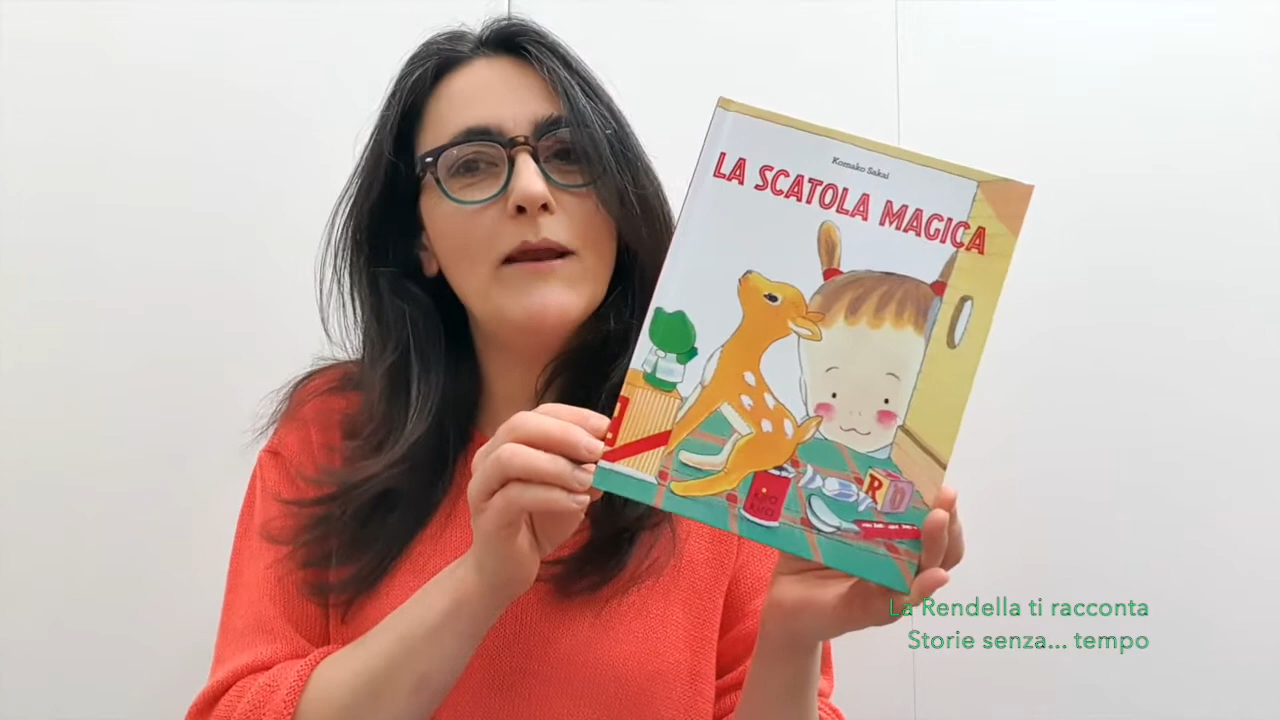 Komako Sakai
LA SCATOLA MAGICA
R D
La Rendella ti racconta
Storie senza... tempo